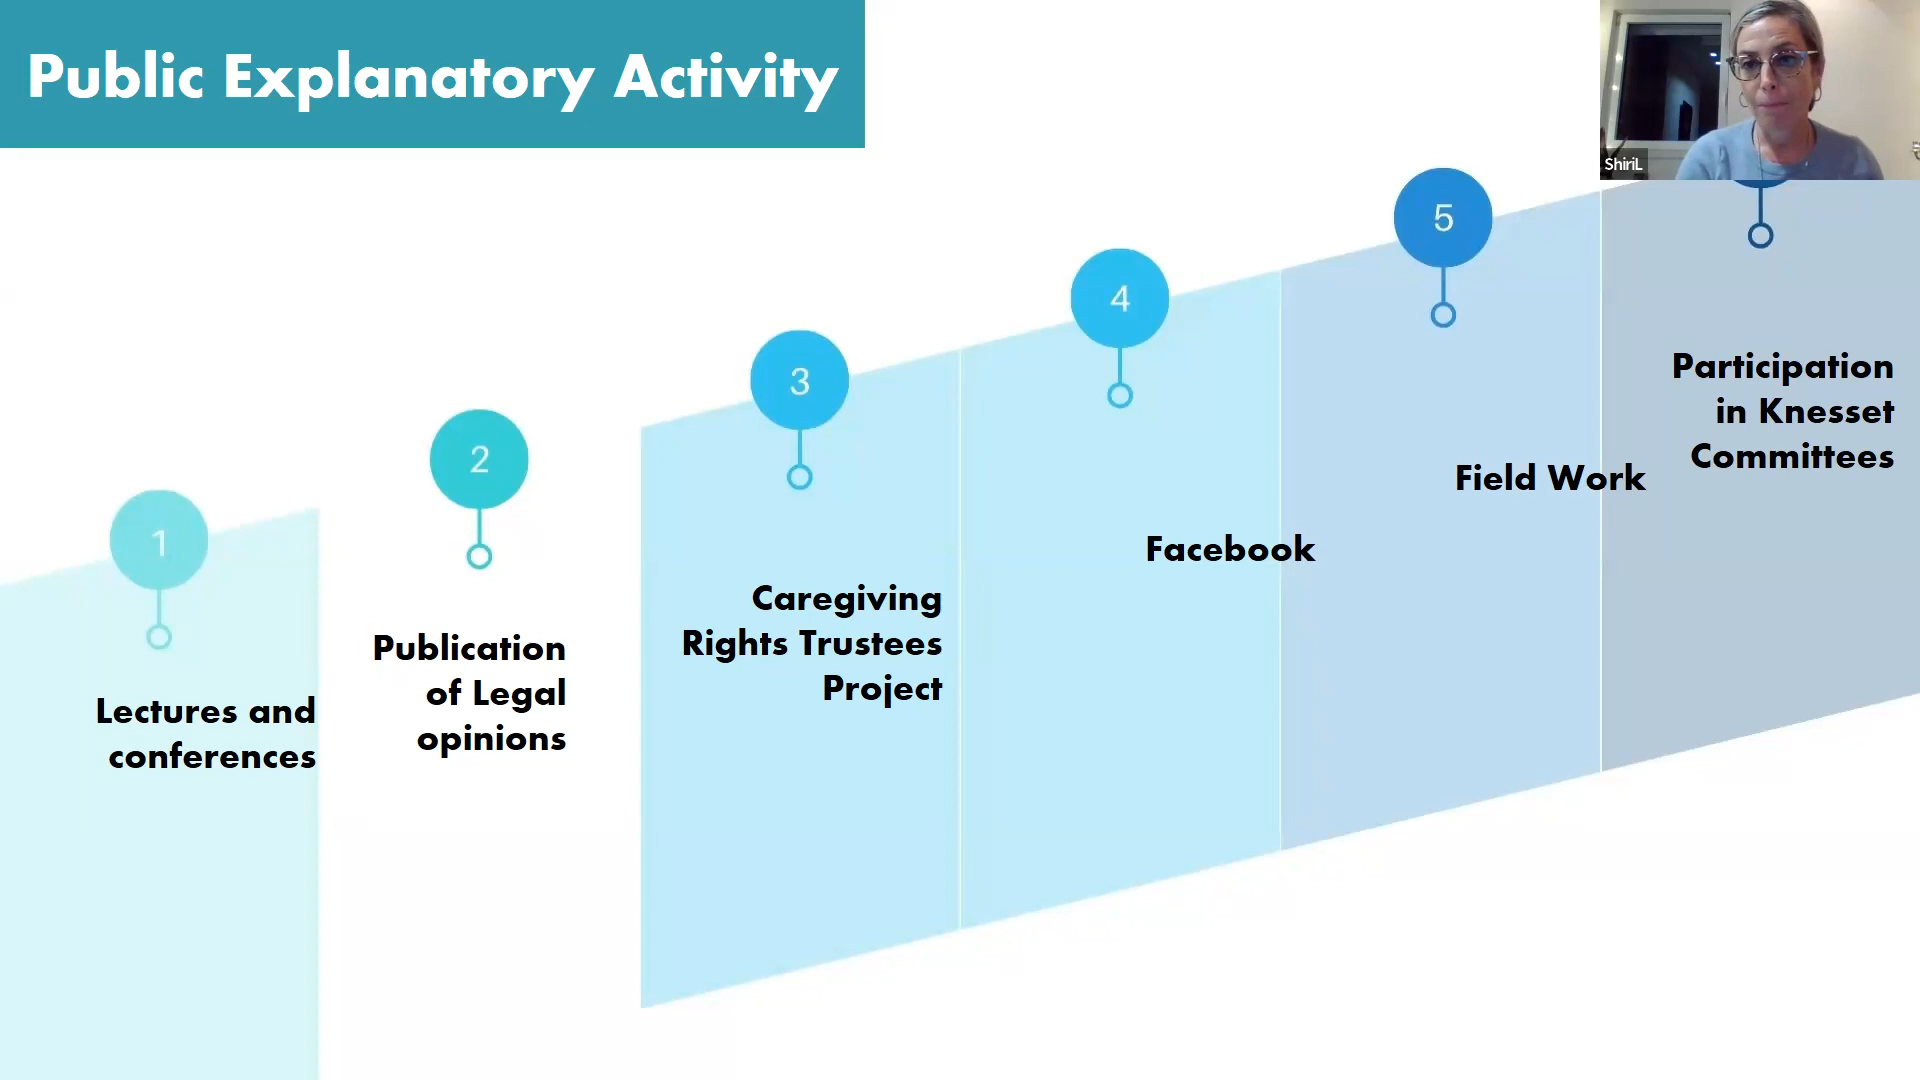 Public Explanatory Activity
ShiriL
1
Lectures and
conferences
2
Publication
of Legal
opinions
3
Caregiving
Rights Trustees
Project
4
Facebook
5
Field Work
Participation
in Knesset
Committees